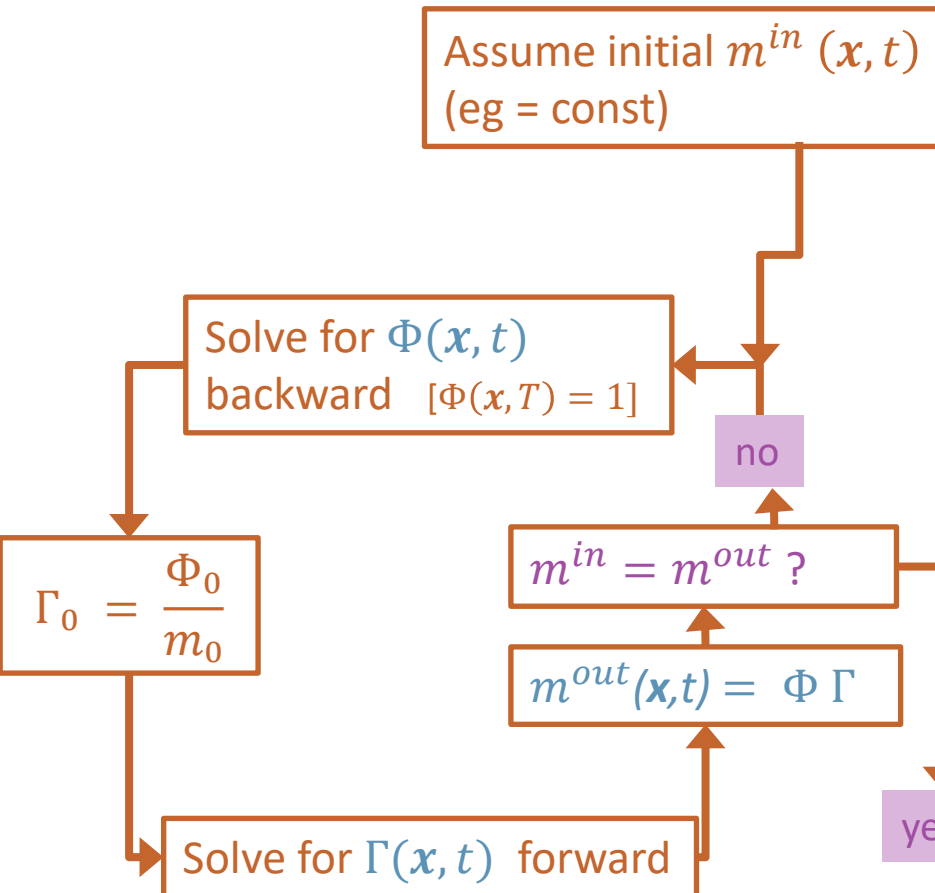 Assume initial m^{in} (x, t)
(eg = const)
Solve for Φ(x, t)
backward [Φ(x, T) = 1]
no
m^{in} = m^{out} ?
Γ₀ = Φ₀/m₀
m^{out}(x,t) = Φ Γ
Solve for Γ(x, t) forward